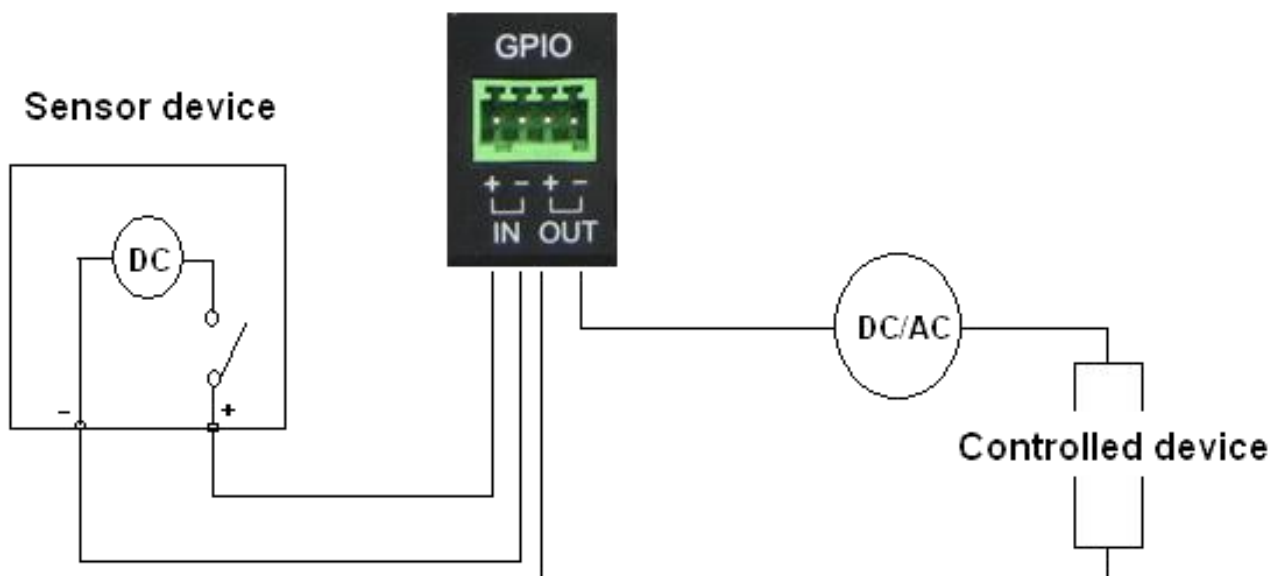 GPIO
Sensor device
+ - + -
IN OUT
DC
- +
DC/AC
Controlled device